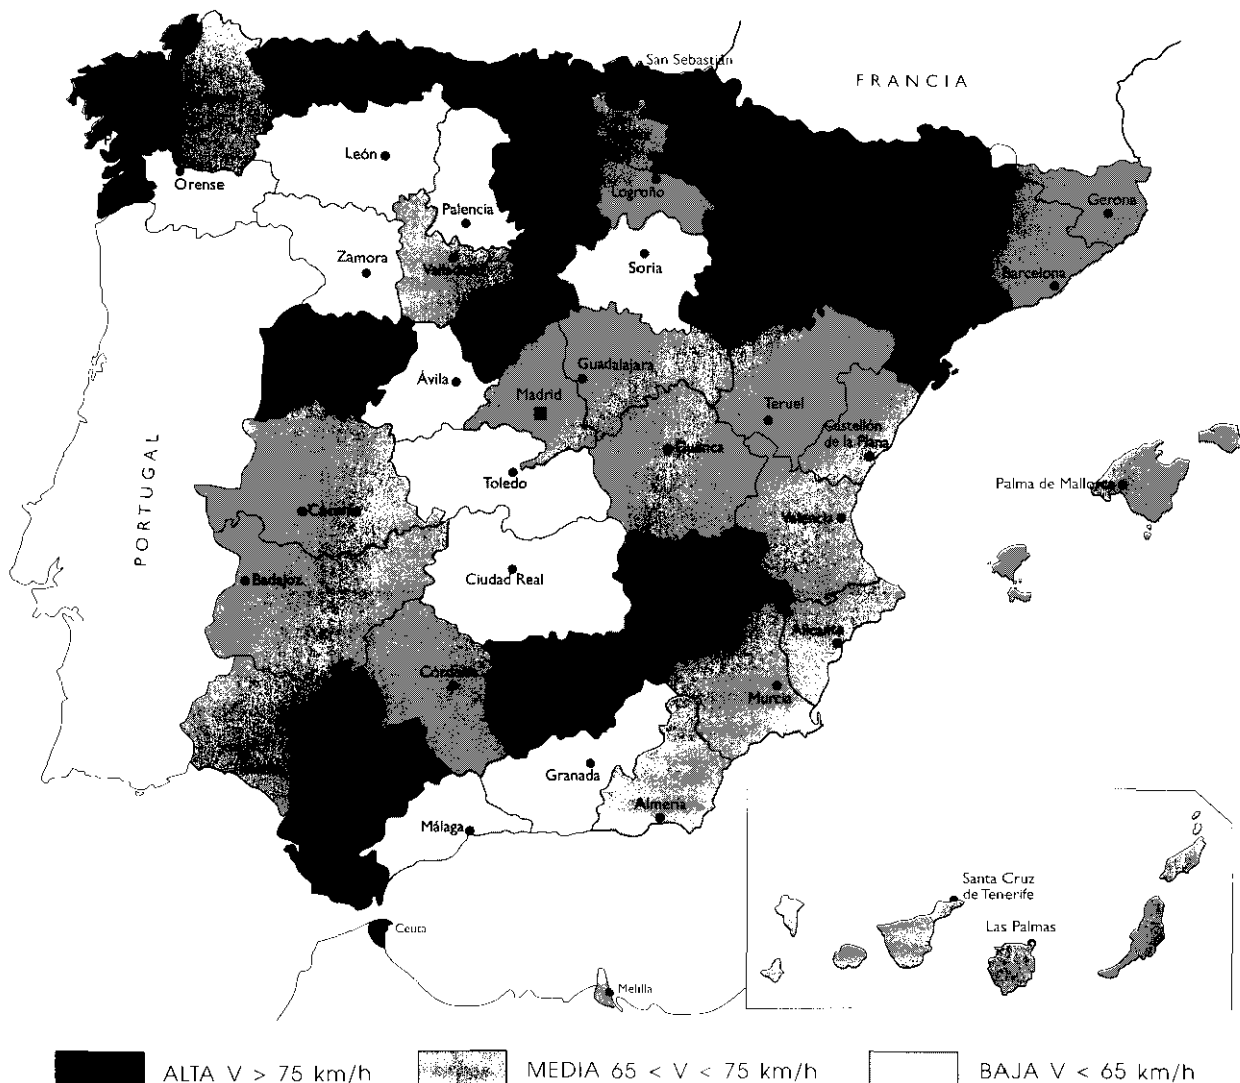 San Sebastián
FRANCIA
León
Orense
Logroño
Gerona
Palencia
Zamora
Soria
Barcelona
Guadalajara
Ávila
Madrid
Teruel
Castellón
de la Plana
Cuenca
Toledo
Palma de Mallorca
PORTUGAL
Valencia
Badajoz
Ciudad Real
Alicante
Córdoba
Murcia
Granada
Almería
Málaga
Santa Cruz
de Tenerife
Las Palmas
Ceuta
Melilla
ALTA V > 75 km/h
MEDIA 65 < V < 75 km/h
BAJA V < 65 km/h